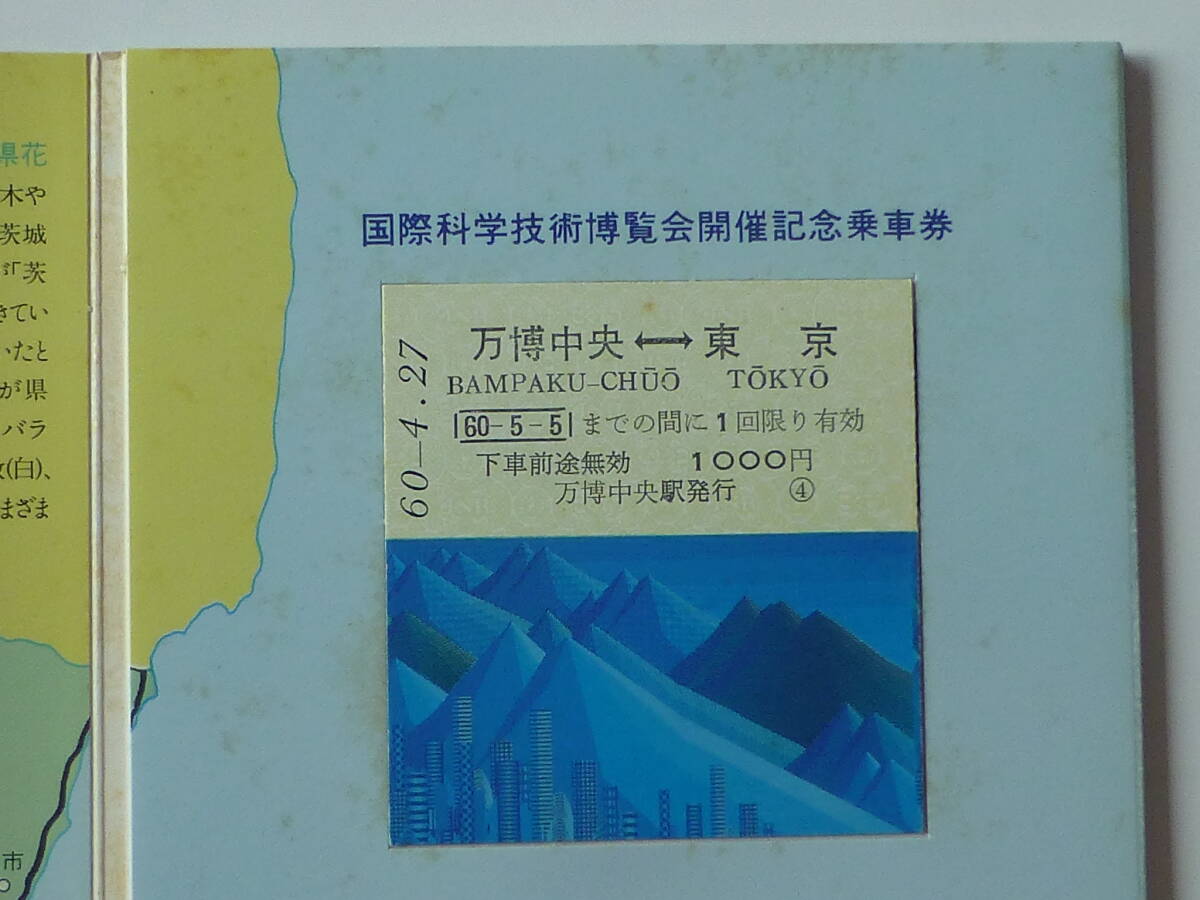 県花
木や
茨城
が「茨
きてい
いたと
が県
バラ
(白)、
まざま
市
国際科学技術博覧会開催記念乗車券
60-4.27
万博中央↔東 京
BAMPAKU-CHŪŌ TŌKYŌ
60-5-5までの間に1回限り有効
下車前途無効 1000円
万博中央駅発行 ④